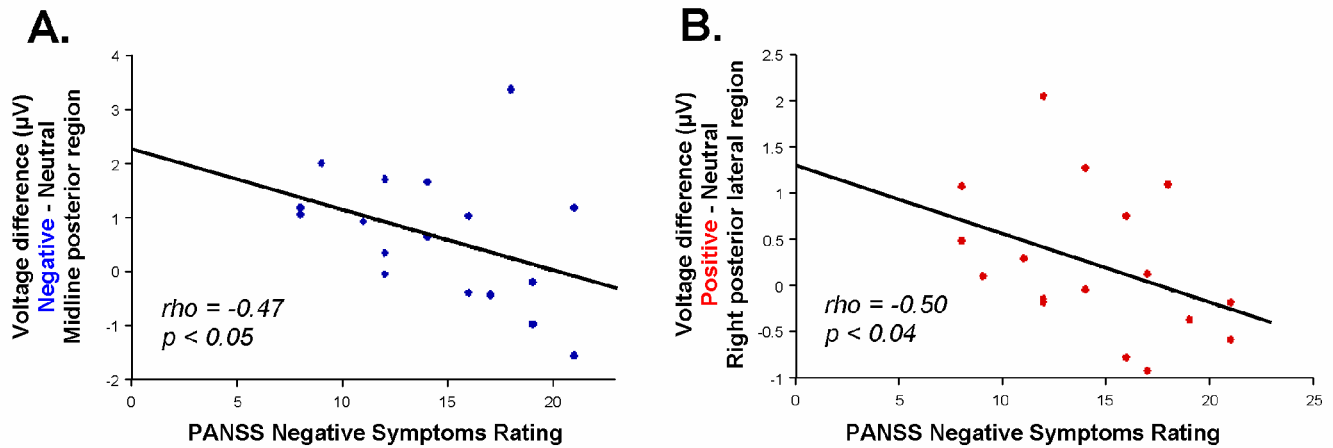 A.
Voltage difference (µV)
Negative - Neutral
Midline posterior region
4
3
2
1
0
-1
-2
rho = -0.47
p < 0.05
0
5
10
15
20
PANSS Negative Symptoms Rating
B.
Voltage difference (µV)
Positive - Neutral
Right posterior lateral region
2.5
2
1.5
1
0.5
0
-0.5
-1
rho = -0.50
p < 0.04
0
5
10
15
20
25
PANSS Negative Symptoms Rating